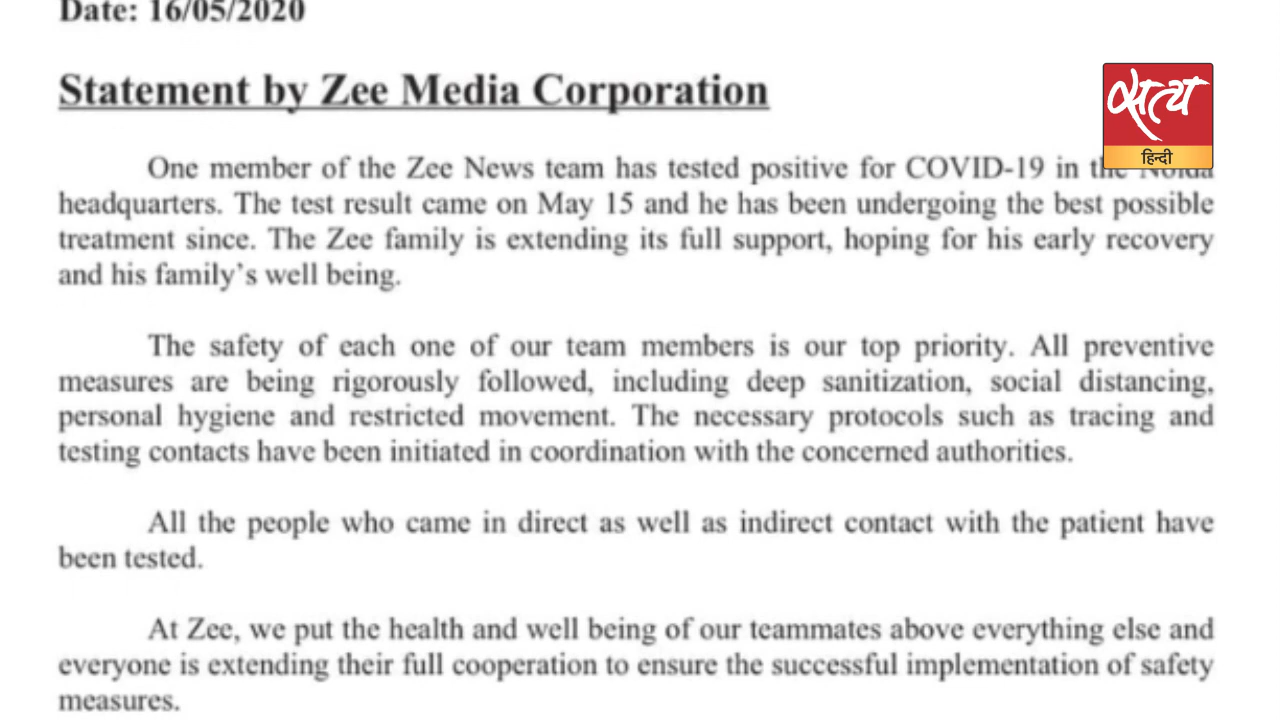 Date: 16/05/2020
Statement by Zee Media Corporation
सत्य
हिन्दी
One member of the Zee News team has tested positive for COVID-19 in the Noida
headquarters. The test result came on May 15 and he has been undergoing the best possible
treatment since. The Zee family is extending its full support, hoping for his early recovery
and his family's well being.
The safety of each one of our team members is our top priority. All preventive
measures are being rigorously followed, including deep sanitization, social distancing,
personal hygiene and restricted movement. The necessary protocols such as tracing and
testing contacts have been initiated in coordination with the concerned authorities.
All the people who came in direct as well as indirect contact with the patient have
been tested.
At Zee, we put the health and well being of our teammates above everything else and
everyone is extending their full cooperation to ensure the successful implementation of safety
measures.